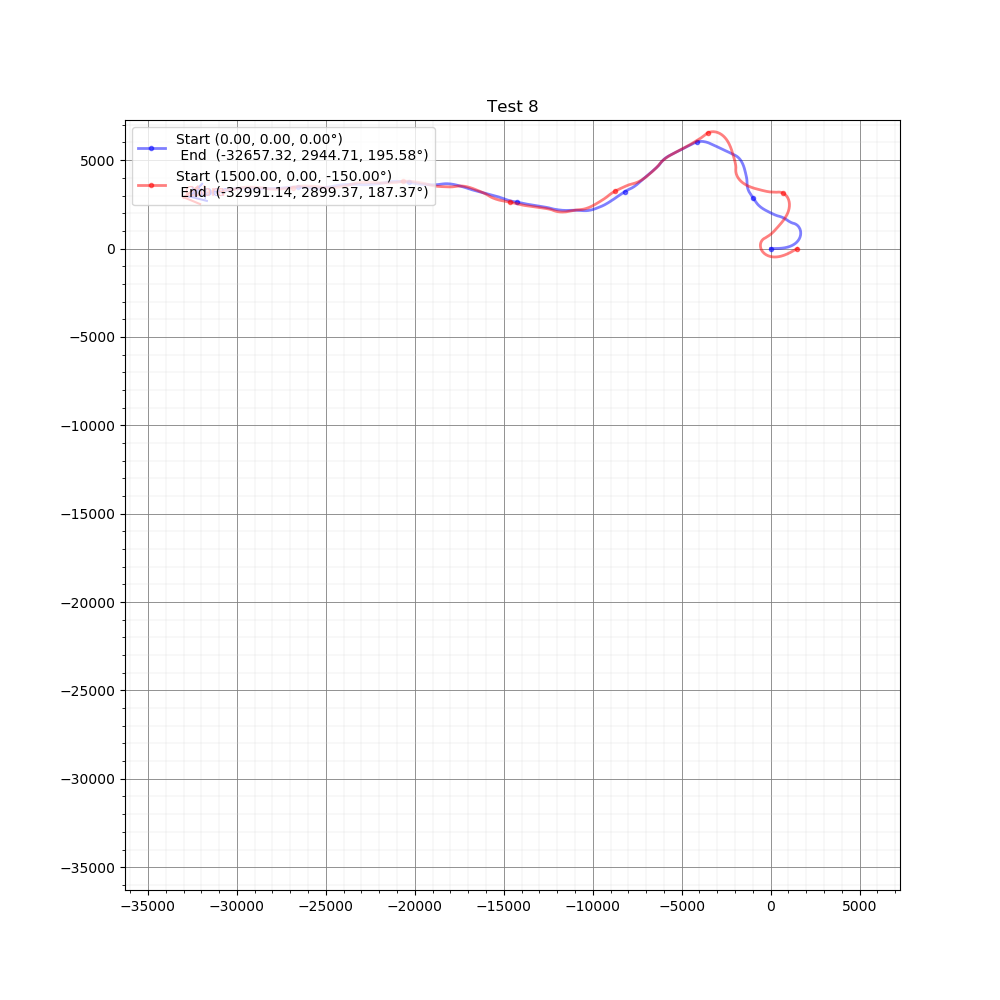 Test 8
Start (0.00, 0.00, 0.00°)
End  (-32657.32, 2944.71, 195.58°)
Start (1500.00, 0.00, -150.00°)
End  (-32991.14, 2899.37, 187.37°)
5000
0
−5000
−10000
−15000
−20000
−25000
−30000
−35000
−35000 −30000 −25000 −20000 −15000 −10000 −5000 0 5000